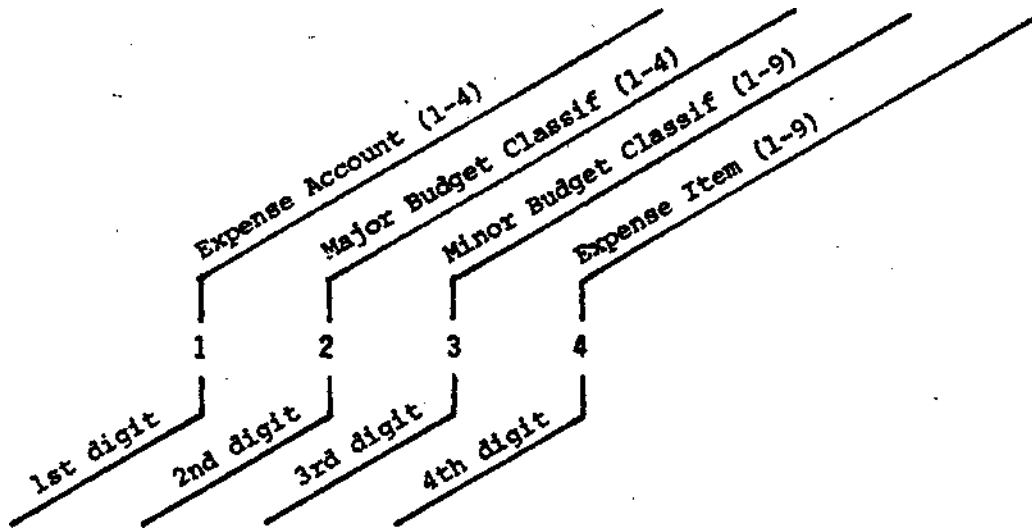 Expense Account (1-4)
Major Budget Classif (1-4)
Minor Budget Classif (1-9)
Expense Item (1-9)
1 2 3 4
1st digit
2nd digit
3rd digit
4th digit